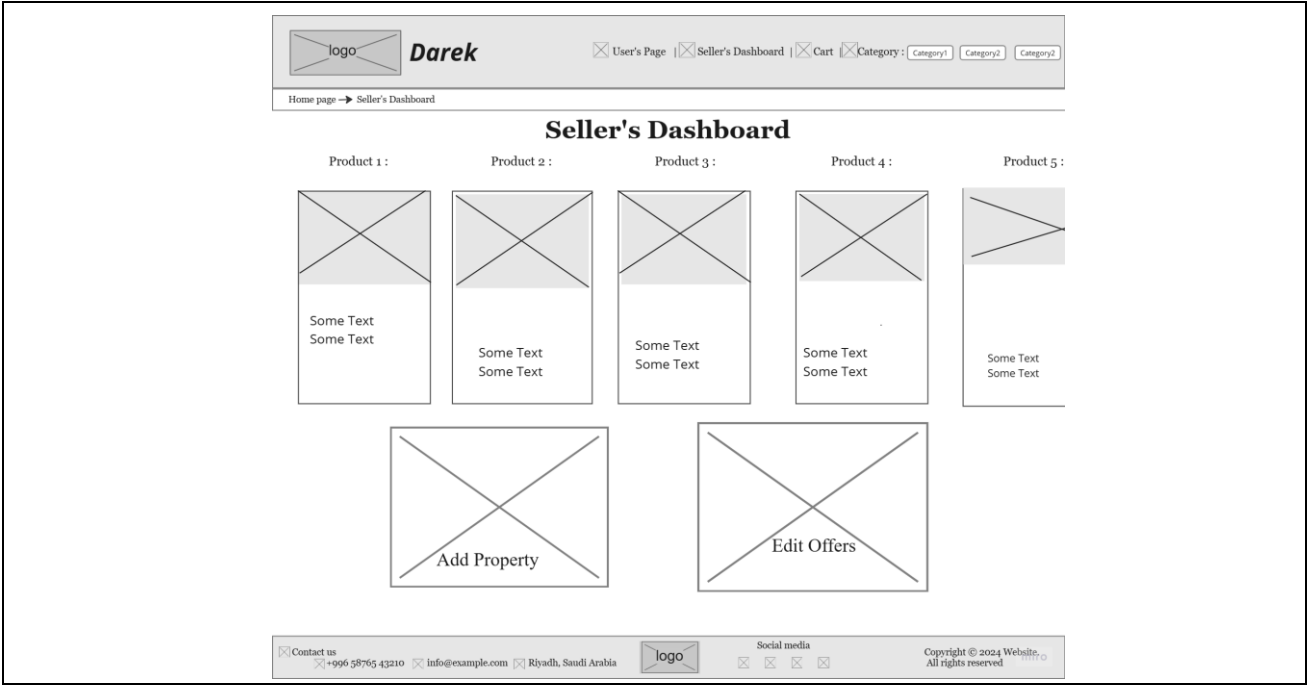 logo
Darek
User's Page | Seller's Dashboard | Cart | Category : Category1 Category2 Category2
Home page → Seller's Dashboard
Seller's Dashboard
Product 1 : Product 2 : Product 3 : Product 4 : Product 5 :
Some Text
Some Text
Some Text
Some Text
Some Text
Some Text
Some Text
Some Text
Some Text
Some Text
Add Property
Edit Offers
Contact us
+996 58765 43210 info@example.com Riyadh, Saudi Arabia
logo
Social media
Copyright © 2024 Website.
All rights reserved
miro